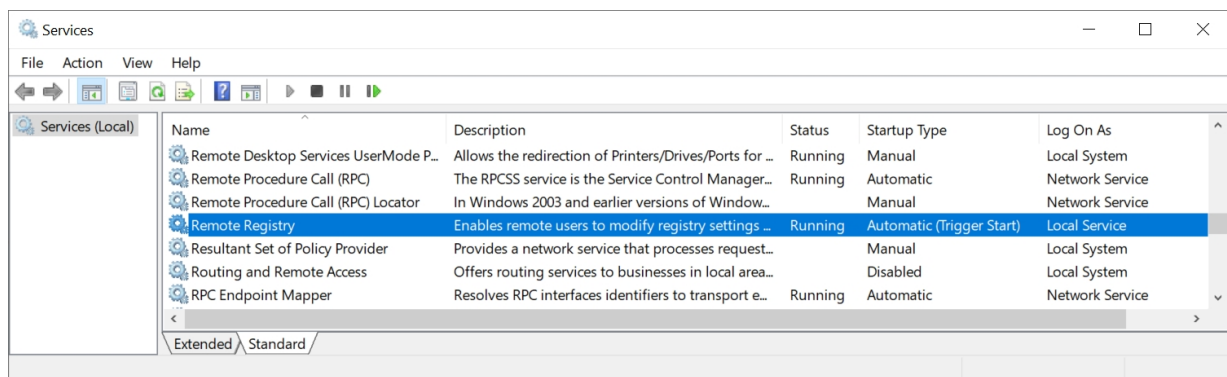 Services
File Action View Help
Services (Local)
Name Description Status Startup Type Log On As
Remote Desktop Services UserMode P... Allows the redirection of Printers/Drives/Ports for ... Running Manual Local System
Remote Procedure Call (RPC) The RPCSS service is the Service Control Manager... Running Automatic Network Service
Remote Procedure Call (RPC) Locator In Windows 2003 and earlier versions of Window... Manual Network Service
Remote Registry Enables remote users to modify registry settings ... Running Automatic (Trigger Start) Local Service
Resultant Set of Policy Provider Provides a network service that processes request... Manual Local System
Routing and Remote Access Offers routing services to businesses in local area... Disabled Local System
RPC Endpoint Mapper Resolves RPC interfaces identifiers to transport e... Running Automatic Network Service
Extended Standard